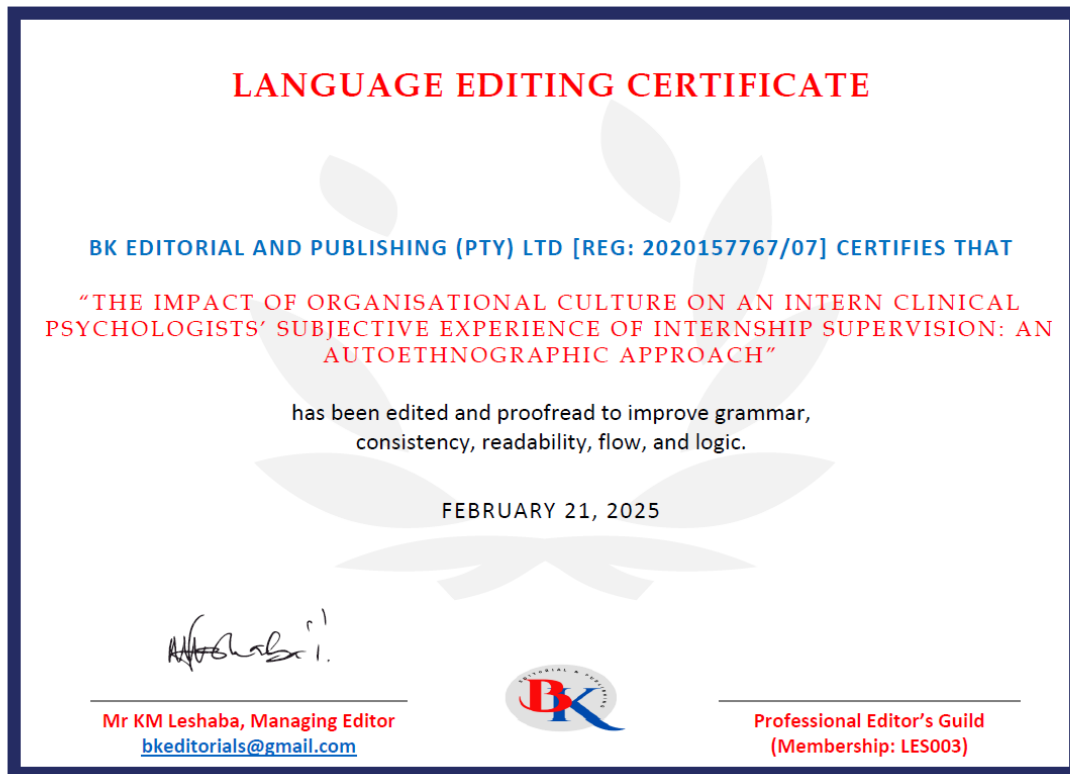 LANGUAGE EDITING CERTIFICATE
BK EDITORIAL AND PUBLISHING (PTY) LTD [REG: 2020157767/07] CERTIFIES THAT
“THE IMPACT OF ORGANISATIONAL CULTURE ON AN INTERN CLINICAL
PSYCHOLOGISTS’ SUBJECTIVE EXPERIENCE OF INTERNSHIP SUPERVISION: AN
AUTOETHNOGRAPHIC APPROACH”
has been edited and proofread to improve grammar,
consistency, readability, flow, and logic.
FEBRUARY 21, 2025
EDITORIAL & PUBLISHING
BK
Mr KM Leshaba, Managing Editor
bkeditorials@gmail.com
Professional Editor’s Guild
(Membership: LES003)